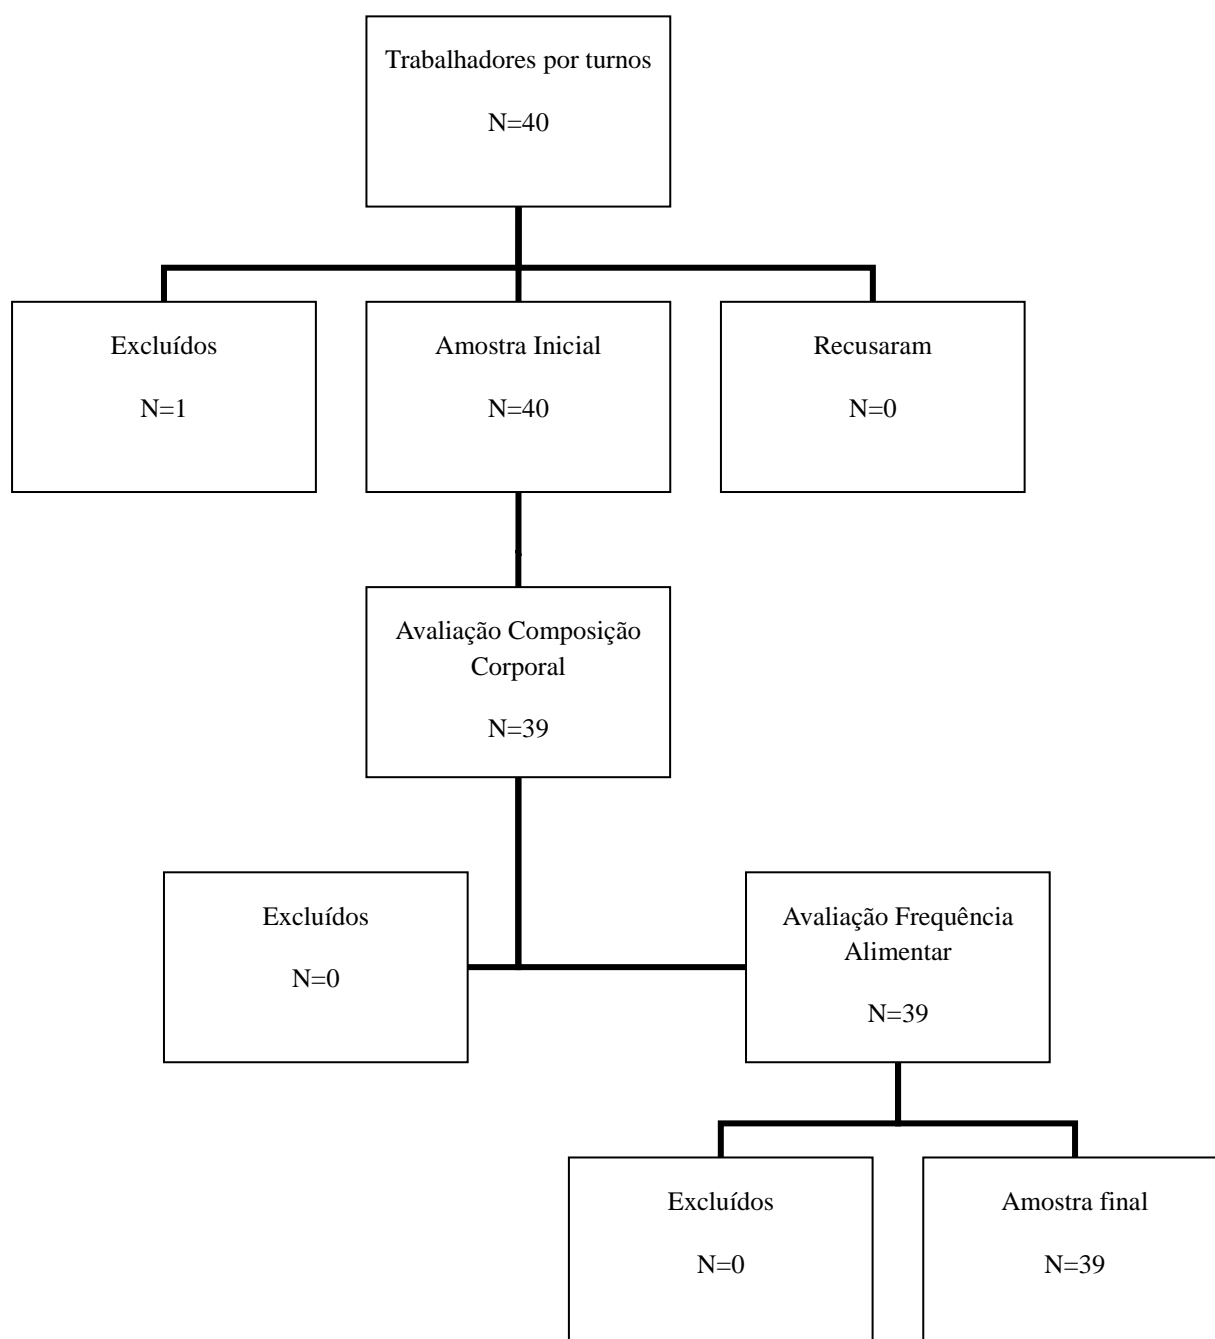 Trabalhadores por turnos
N=40
Excluídos
N=1
Amostra Inicial
N=40
Recusaram
N=0
Avaliação Composição
Corporal
N=39
Excluídos
N=0
Avaliação Frequência
Alimentar
N=39
Excluídos
N=0
Amostra final
N=39